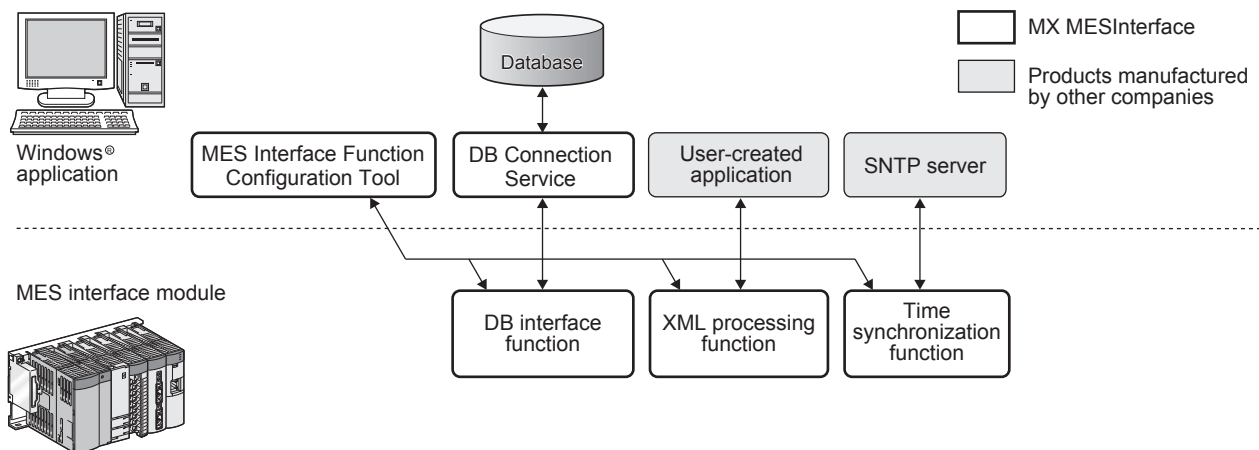 MX MESInterface
Products manufactured
by other companies
Database
Windows®
application
MES Interface Function
Configuration Tool
DB Connection
Service
User-created
application
SNTP server
MES interface module
DB interface
function
XML processing
function
Time
synchronization
function